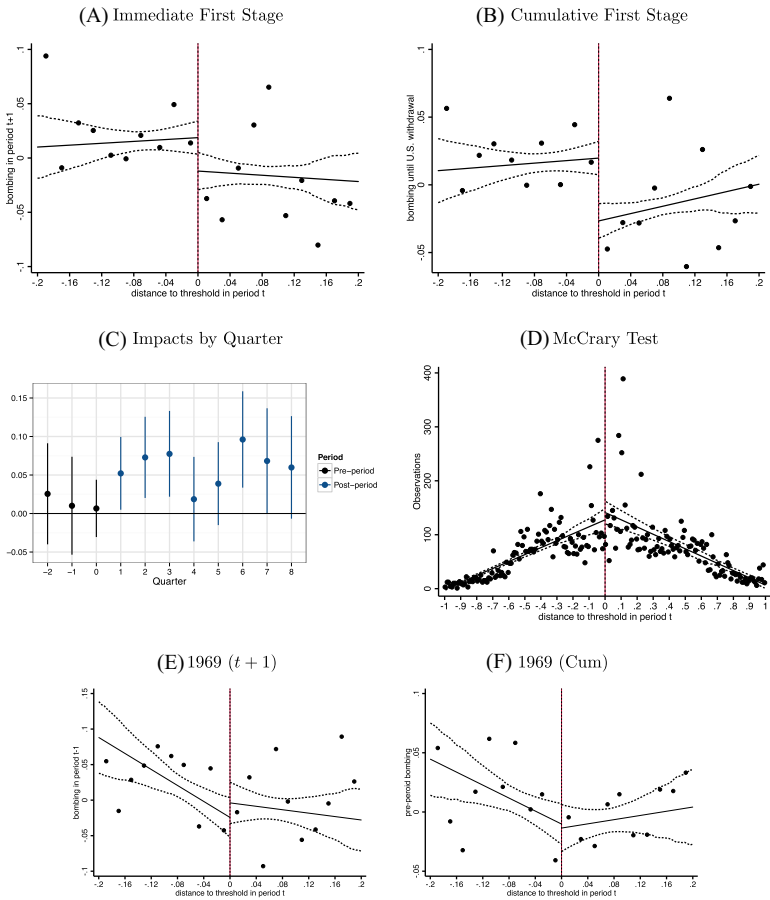 (A) Immediate First Stage
bombing in period t+1
.1
.05
0
-.05
-.1
-.2 -.16 -.12 -.08 -.04 0 .04 .08 .12 .16 .2
distance to threshold in period t
(B) Cumulative First Stage
bombing until U.S. withdrawal
.1
.05
0
-.05
-.2 -.16 -.12 -.08 -.04 0 .04 .08 .12 .16 .2
distance to threshold in period t
(C) Impacts by Quarter
0.15
0.10
0.05
0.00
−0.05
−2 −1 0 1 2 3 4 5 6 7 8
Quarter
Period
Pre−period
Post−period
(D) McCrary Test
Observations
400
300
200
100
0
-1 -.9 -.8 -.7 -.6 -.5 -.4 -.3 -.2 -.1 0 .1 .2 .3 .4 .5 .6 .7 .8 .9 1
distance to threshold in period t
(E) 1969 (t + 1)
bombing in period t-1
.15
.1
.05
0
-.05
-.1
-.2 -.16 -.12 -.08 -.04 0 .04 .08 .12 .16 .2
distance to threshold in period t
(F) 1969 (Cum)
pre-peroid bombing
.1
.05
0
-.05
-.2 -.16 -.12 -.08 -.04 0 .04 .08 .12 .16 .2
distance to threshold in period t